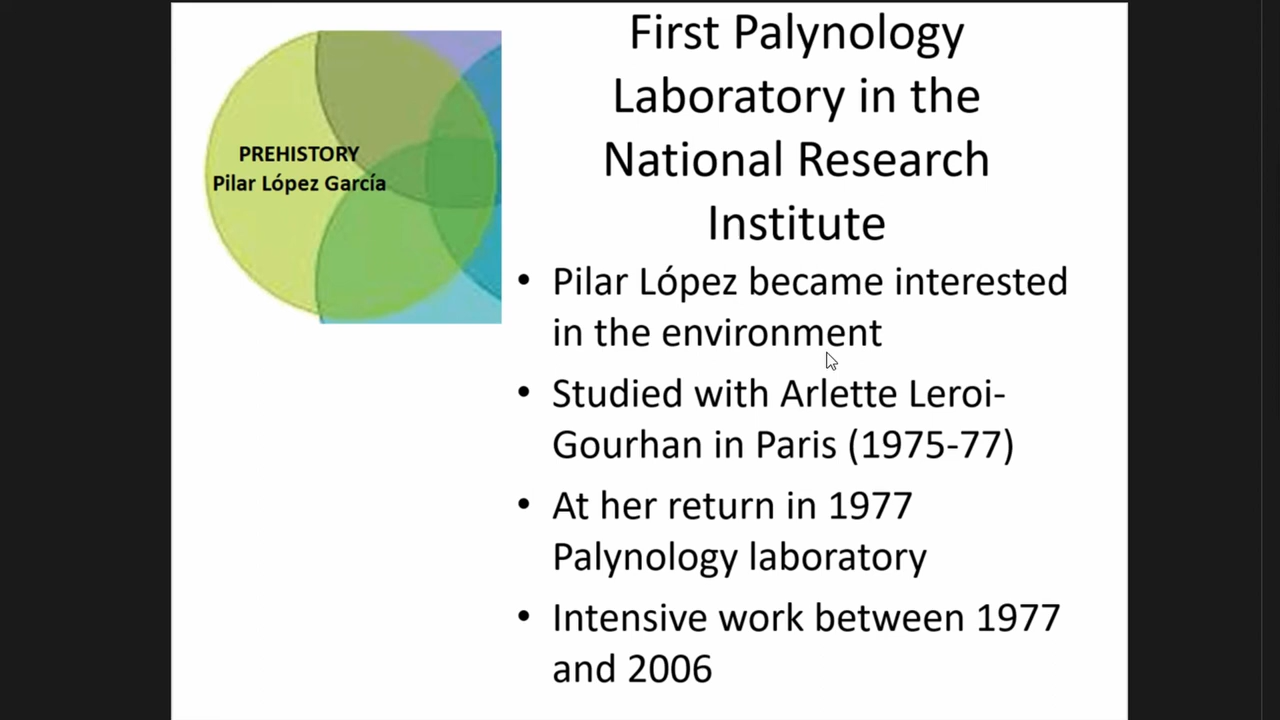 First Palynology
Laboratory in the
National Research
Institute
PREHISTORY
Pilar López García
• Pilar López became interested
in the environment
• Studied with Arlette Leroi-
Gourhan in Paris (1975-77)
• At her return in 1977
Palynology laboratory
• Intensive work between 1977
and 2006